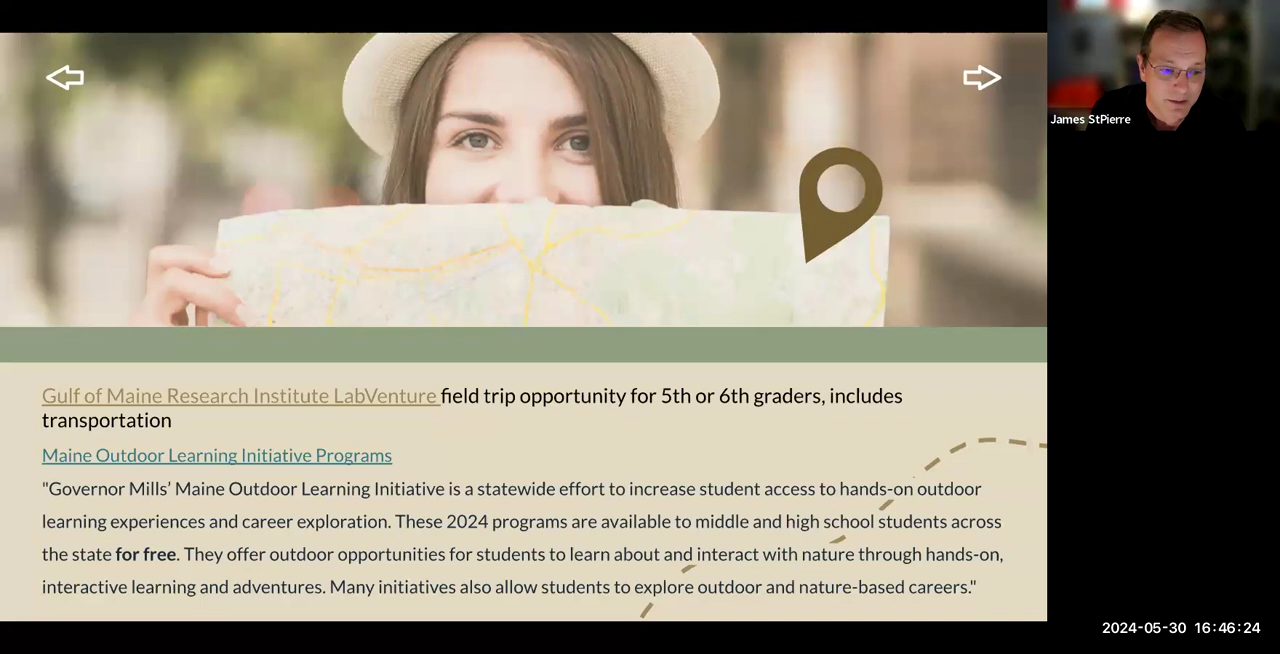 James StPierre
Gulf of Maine Research Institute LabVenture field trip opportunity for 5th or 6th graders, includes
transportation
Maine Outdoor Learning Initiative Programs
"Governor Mills’ Maine Outdoor Learning Initiative is a statewide effort to increase student access to hands-on outdoor
learning experiences and career exploration. These 2024 programs are available to middle and high school students across
the state for free. They offer outdoor opportunities for students to learn about and interact with nature through hands-on,
interactive learning and adventures. Many initiatives also allow students to explore outdoor and nature-based careers."
2024-05-30 16:46:24